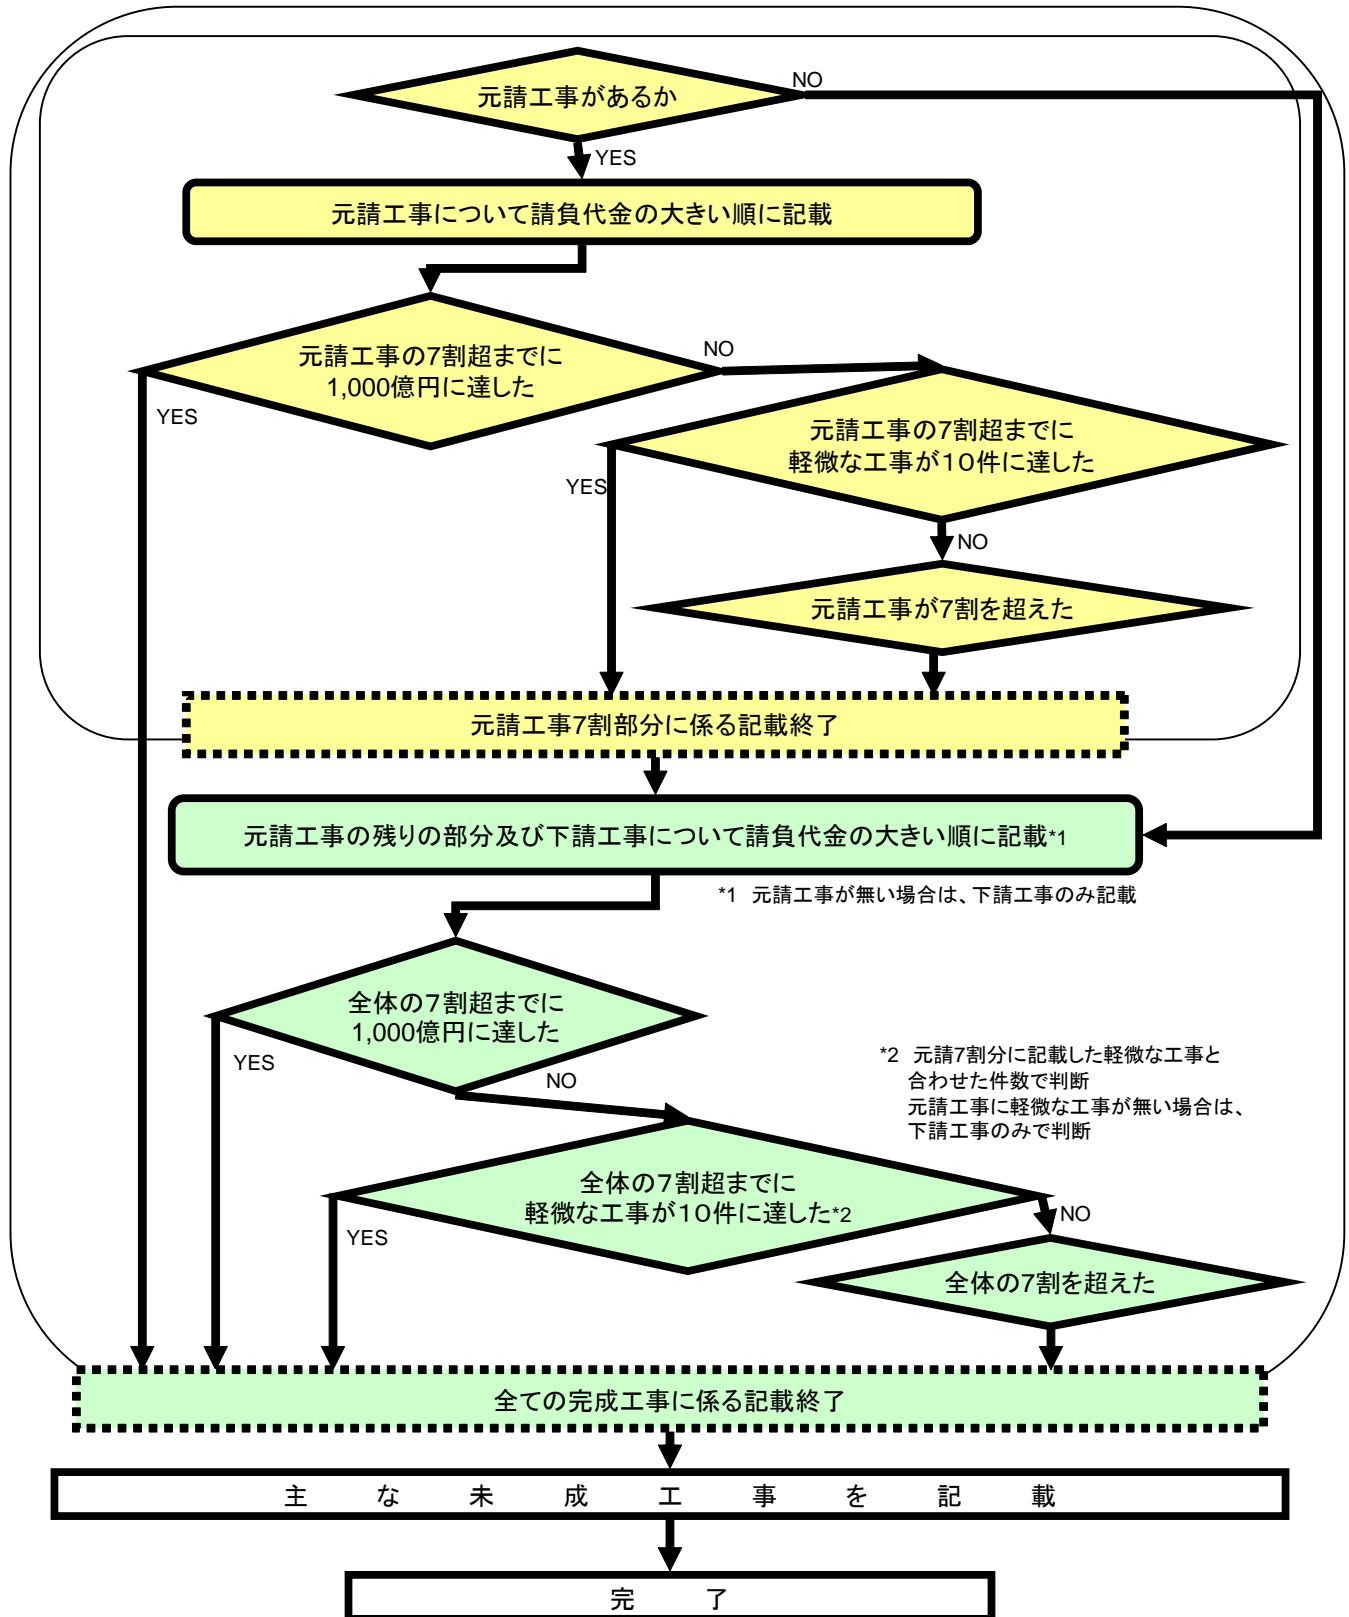 元請工事があるか
NO
YES
元請工事について請負代金の大きい順に記載
元請工事の7割超までに
1,000億円に達した
NO
YES
元請工事の7割超までに
軽微な工事が10件に達した
YES
NO
元請工事が7割を超えた
元請工事7割部分に係る記載終了
元請工事の残りの部分及び下請工事について請負代金の大きい順に記載*1
*1 元請工事が無い場合は、下請工事のみ記載
全体の7割超までに
1,000億円に達した
YES
NO
*2 元請7割分に記載した軽微な工事と
合わせた件数で判断
元請工事に軽微な工事が無い場合は、
下請工事のみで判断
全体の7割超までに
軽微な工事が10件に達した*2
YES
NO
全体の7割を超えた
全ての完成工事に係る記載終了
主な未成工事を記載
完了